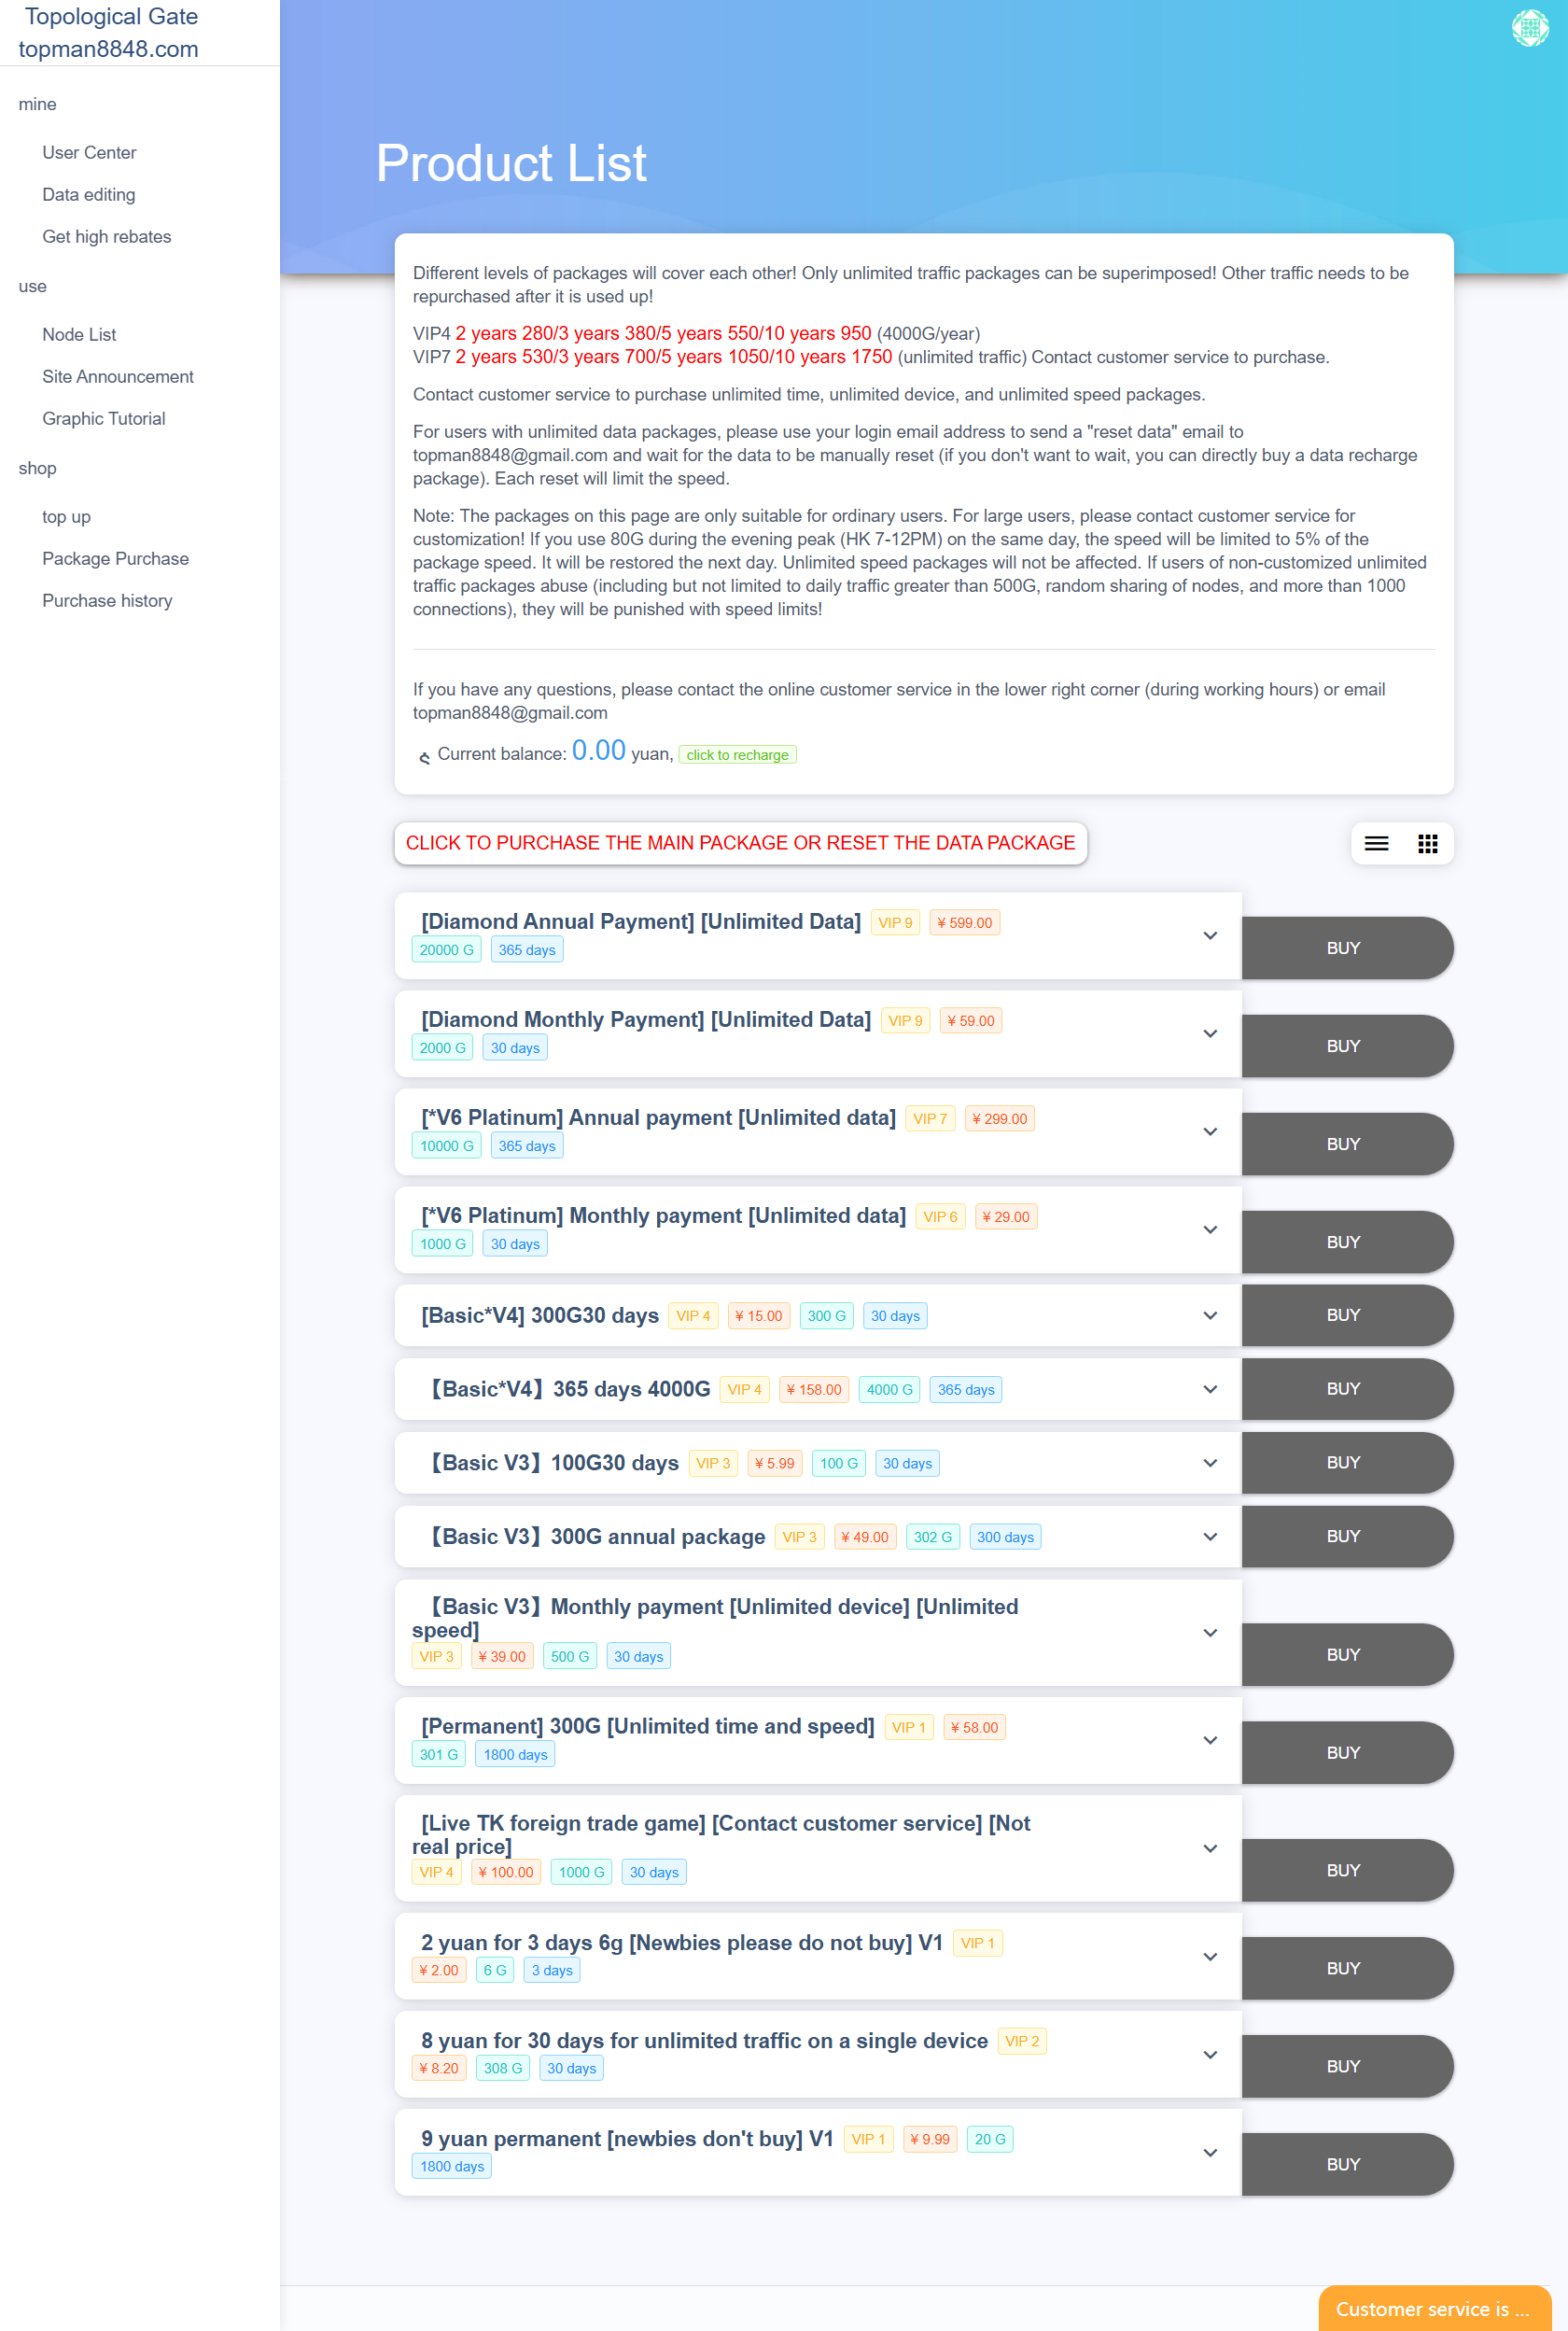 Topological Gate
topman8848.com
mine
User Center
Data editing
Get high rebates
use
Node List
Site Announcement
Graphic Tutorial
shop
top up
Package Purchase
Purchase history
Product List
Different levels of packages will cover each other! Only unlimited traffic packages can be superimposed! Other traffic needs to be
repurchased after it is used up!
VIP4 2 years 280/3 years 380/5 years 550/10 years 950 (4000G/year)
VIP7 2 years 530/3 years 700/5 years 1050/10 years 1750 (unlimited traffic) Contact customer service to purchase.
Contact customer service to purchase unlimited time, unlimited device, and unlimited speed packages.
For users with unlimited data packages, please use your login email address to send a "reset data" email to
topman8848@gmail.com and wait for the data to be manually reset (if you don't want to wait, you can directly buy a data recharge
package). Each reset will limit the speed.
Note: The packages on this page are only suitable for ordinary users. For large users, please contact customer service for
customization! If you use 80G during the evening peak (HK 7-12PM) on the same day, the speed will be limited to 5% of the
package speed. It will be restored the next day. Unlimited speed packages will not be affected. If users of non-customized unlimited
traffic packages abuse (including but not limited to daily traffic greater than 500G, random sharing of nodes, and more than 1000
connections), they will be punished with speed limits!
If you have any questions, please contact the online customer service in the lower right corner (during working hours) or email
topman8848@gmail.com
Current balance: 0.00 yuan, click to recharge
CLICK TO PURCHASE THE MAIN PACKAGE OR RESET THE DATA PACKAGE
[Diamond Annual Payment] [Unlimited Data] VIP 9 ¥ 599.00
20000 G 365 days
BUY
[Diamond Monthly Payment] [Unlimited Data] VIP 9 ¥ 59.00
2000 G 30 days
BUY
[*V6 Platinum] Annual payment [Unlimited data] VIP 7 ¥ 299.00
10000 G 365 days
BUY
[*V6 Platinum] Monthly payment [Unlimited data] VIP 6 ¥ 29.00
1000 G 30 days
BUY
[Basic*V4] 300G30 days VIP 4 ¥ 15.00 300 G 30 days
BUY
【Basic*V4】365 days 4000G VIP 4 ¥ 158.00 4000 G 365 days
BUY
【Basic V3】100G30 days VIP 3 ¥ 5.99 100 G 30 days
BUY
【Basic V3】300G annual package VIP 3 ¥ 49.00 302 G 300 days
BUY
【Basic V3】Monthly payment [Unlimited device] [Unlimited
speed]
VIP 3 ¥ 39.00 500 G 30 days
BUY
[Permanent] 300G [Unlimited time and speed] VIP 1 ¥ 58.00
301 G 1800 days
BUY
[Live TK foreign trade game] [Contact customer service] [Not
real price]
VIP 4 ¥ 100.00 1000 G 30 days
BUY
2 yuan for 3 days 6g [Newbies please do not buy] V1 VIP 1
¥ 2.00 6 G 3 days
BUY
8 yuan for 30 days for unlimited traffic on a single device VIP 2
¥ 8.20 308 G 30 days
BUY
9 yuan permanent [newbies don't buy] V1 VIP 1 ¥ 9.99 20 G
1800 days
BUY
Customer service is ...